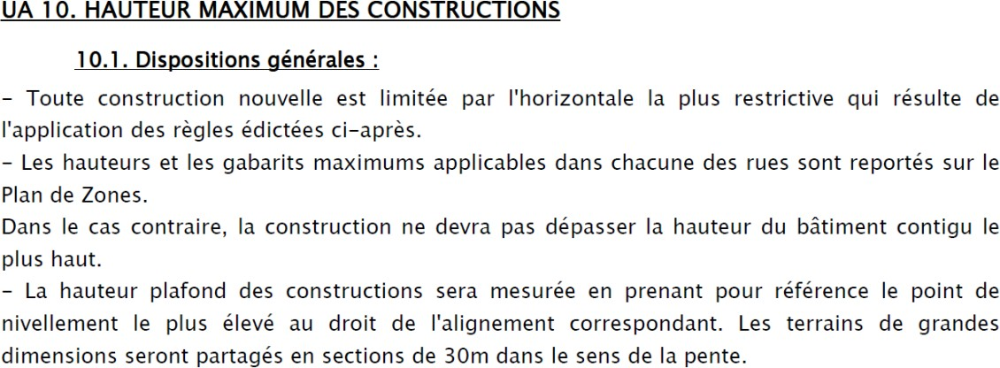 UA 10. HAUTEUR MAXIMUM DES CONSTRUCTIONS
10.1. Dispositions générales :
- Toute construction nouvelle est limitée par l'horizontale la plus restrictive qui résulte de
l'application des règles édictées ci-après.
- Les hauteurs et les gabarits maximums applicables dans chacune des rues sont reportés sur le
Plan de Zones.
Dans le cas contraire, la construction ne devra pas dépasser la hauteur du bâtiment contigu le
plus haut.
- La hauteur plafond des constructions sera mesurée en prenant pour référence le point de
nivellement le plus élevé au droit de l'alignement correspondant. Les terrains de grandes
dimensions seront partagés en sections de 30m dans le sens de la pente.